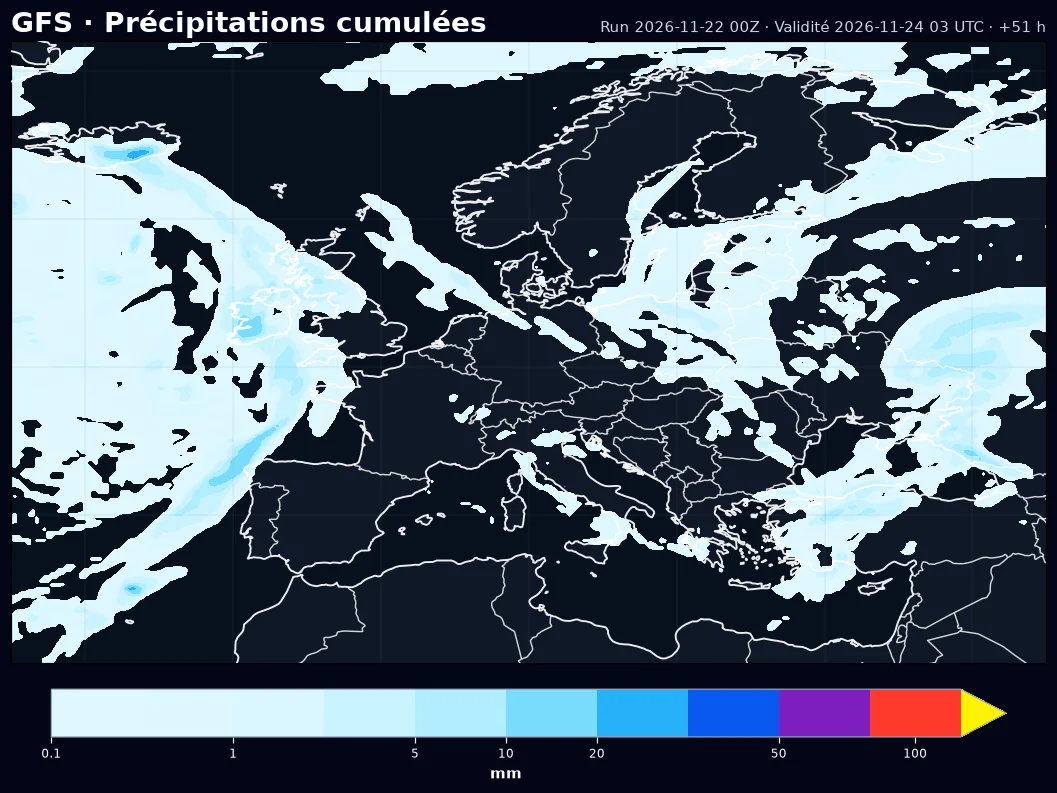 GFS · Précipitations cumulées
Run 2026-11-22 00Z · Validité 2026-11-24 03 UTC · +51 h
0.1 1 5 10 20 50 100
mm